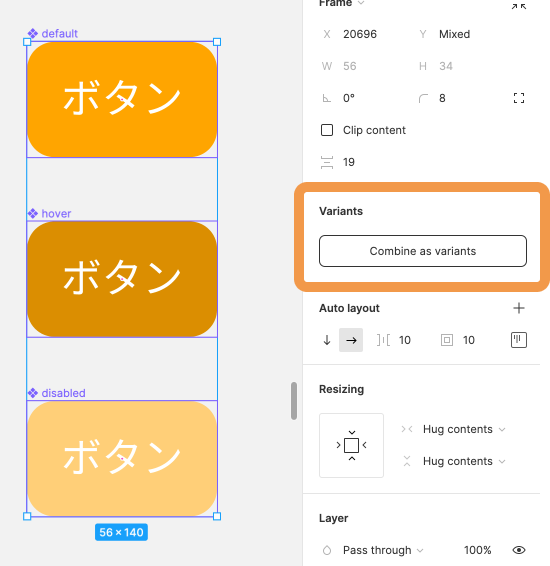 default
ボタン
hover
ボタン
disabled
ボタン
56 × 140
Frame
X 20696 Y Mixed
W 56 H 34
0° 8
Clip content
19
Variants
Combine as variants
Auto layout
10 10
Resizing
Hug contents
Hug contents
Layer
Pass through 100%